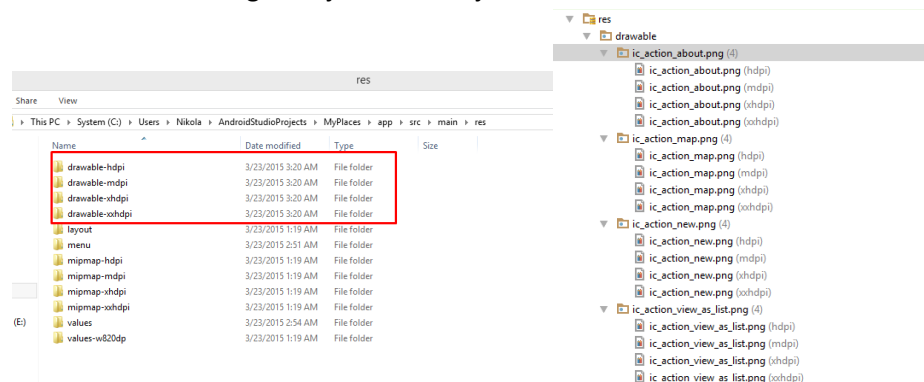 res
Share View
This PC System (C:) Users Nikola AndroidStudioProjects MyPlaces app src main res
Name Date modified Type Size
drawable-hdpi 3/23/2015 3:20 AM File folder
drawable-mdpi 3/23/2015 3:20 AM File folder
drawable-xhdpi 3/23/2015 3:20 AM File folder
drawable-xxhdpi 3/23/2015 3:20 AM File folder
layout 3/23/2015 1:19 AM File folder
menu 3/23/2015 2:51 AM File folder
mipmap-hdpi 3/23/2015 1:19 AM File folder
mipmap-mdpi 3/23/2015 1:19 AM File folder
mipmap-xhdpi 3/23/2015 1:19 AM File folder
mipmap-xxhdpi 3/23/2015 1:19 AM File folder
(E:) values 3/23/2015 2:54 AM File folder
values-w820dp 3/23/2015 1:19 AM File folder
res
drawable
ic_action_about.png (4)
ic_action_about.png (hdpi)
ic_action_about.png (mdpi)
ic_action_about.png (xhdpi)
ic_action_about.png (xxhdpi)
ic_action_map.png (4)
ic_action_map.png (hdpi)
ic_action_map.png (mdpi)
ic_action_map.png (xhdpi)
ic_action_map.png (xxhdpi)
ic_action_new.png (4)
ic_action_new.png (hdpi)
ic_action_new.png (mdpi)
ic_action_new.png (xhdpi)
ic_action_new.png (xxhdpi)
ic_action_view_as_list.png (4)
ic_action_view_as_list.png (hdpi)
ic_action_view_as_list.png (mdpi)
ic_action_view_as_list.png (xhdpi)
ic_action_view_as_list.png (xxhdpi)